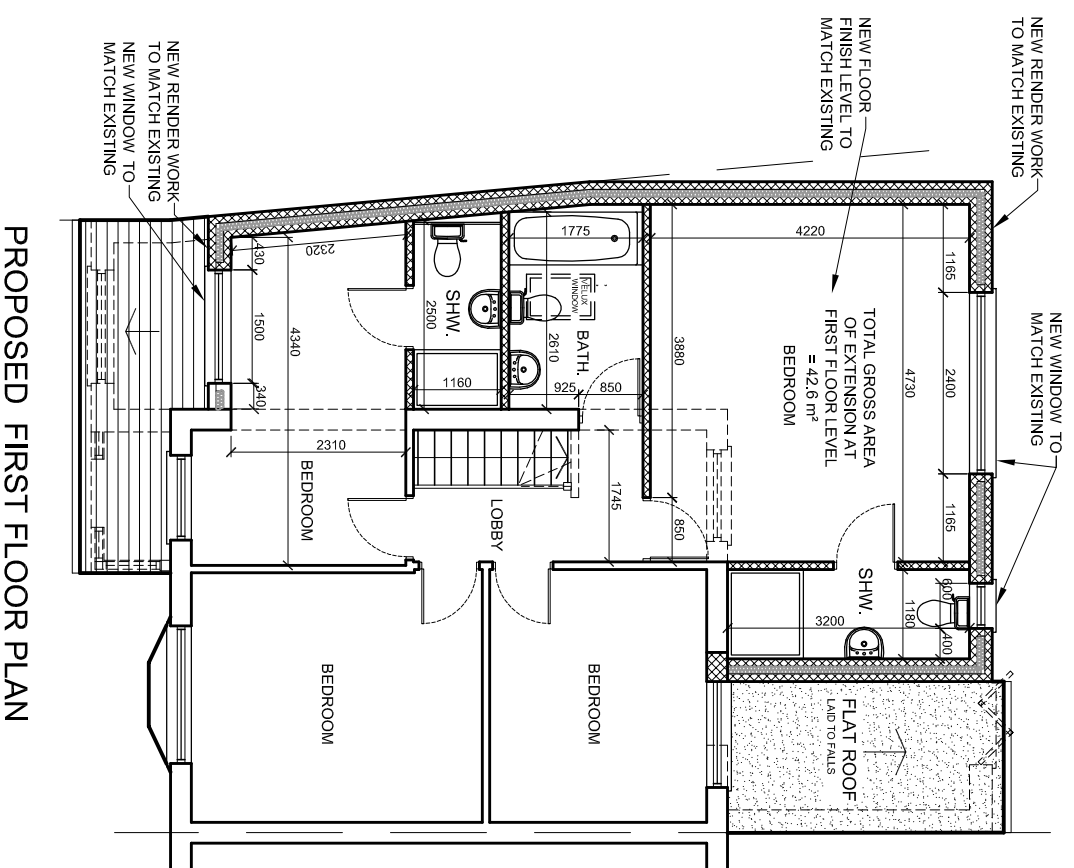 NEW RENDER WORK
TO MATCH EXISTING
NEW WINDOW TO
MATCH EXISTING
NEW FLOOR
FINISH LEVEL TO
MATCH EXISTING
NEW RENDER WORK
TO MATCH EXISTING
NEW WINDOW TO
MATCH EXISTING
TOTAL GROSS AREA
OF EXTENSION AT
FIRST FLOOR LEVEL
= 42.6 m²
BEDROOM
4220
1165
2400
1165
4730
3880
850
SHW.
600
1180
400
3200
FLAT ROOF
LAID TO FALLS
BATH.
VELUX
WINDOW
1775
2610
925
850
SHW.
2500
1160
2320
430
1500
340
4340
2310
BEDROOM
LOBBY
1745
BEDROOM
BEDROOM
PROPOSED FIRST FLOOR PLAN